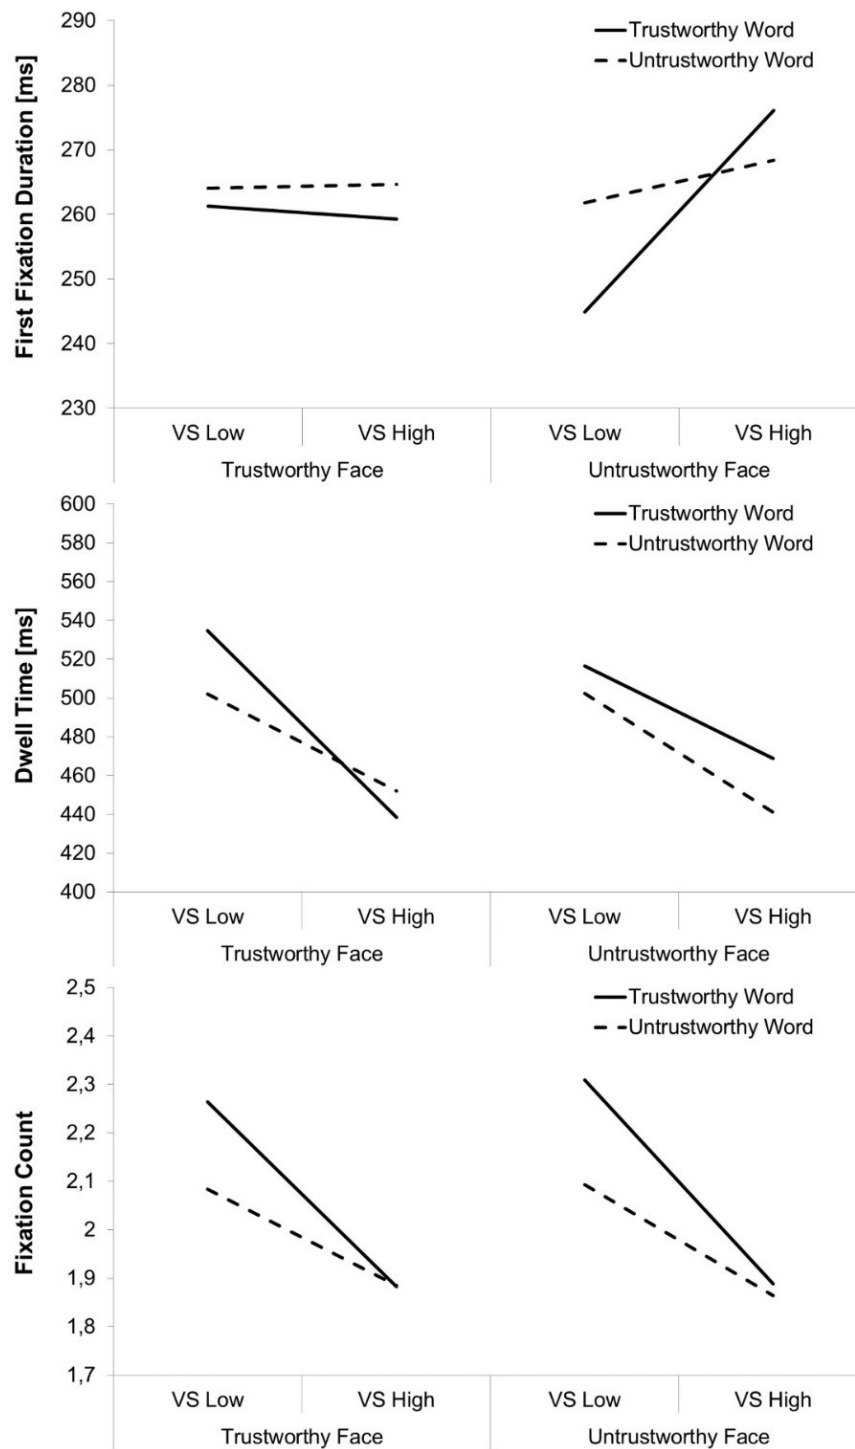 290
Trustworthy Word
Untrustworthy Word
280
270
260
250
240
230
First Fixation Duration [ms]
VS Low VS High VS Low VS High
Trustworthy Face Untrustworthy Face
600
Trustworthy Word
580
Untrustworthy Word
560
540
520
500
480
460
440
420
400
Dwell Time [ms]
VS Low VS High VS Low VS High
Trustworthy Face Untrustworthy Face
2,5
Trustworthy Word
Untrustworthy Word
2,4
2,3
2,2
2,1
2
1,9
1,8
1,7
Fixation Count
VS Low VS High VS Low VS High
Trustworthy Face Untrustworthy Face